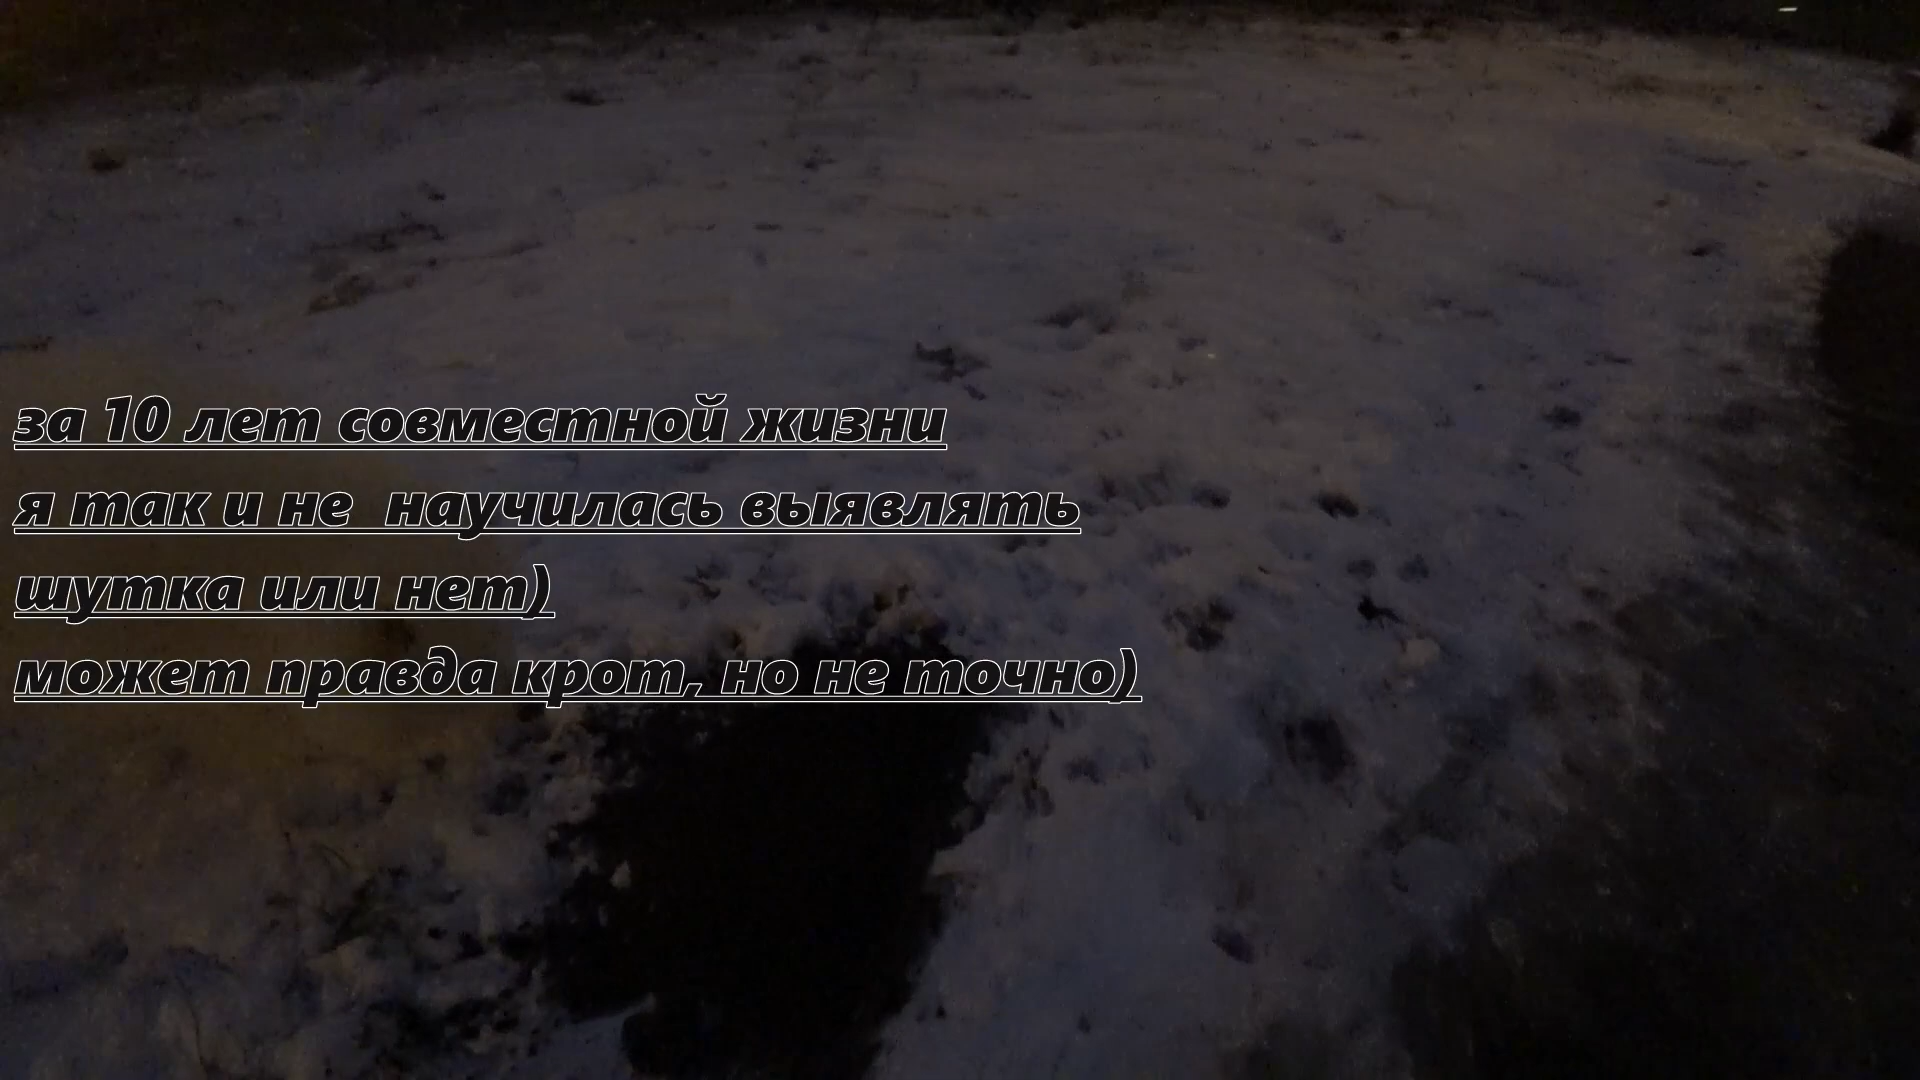 за 10 лет совместной жизни
я так и не  научилась выявлять
шутка или нет)
может правда крот, но не точно)